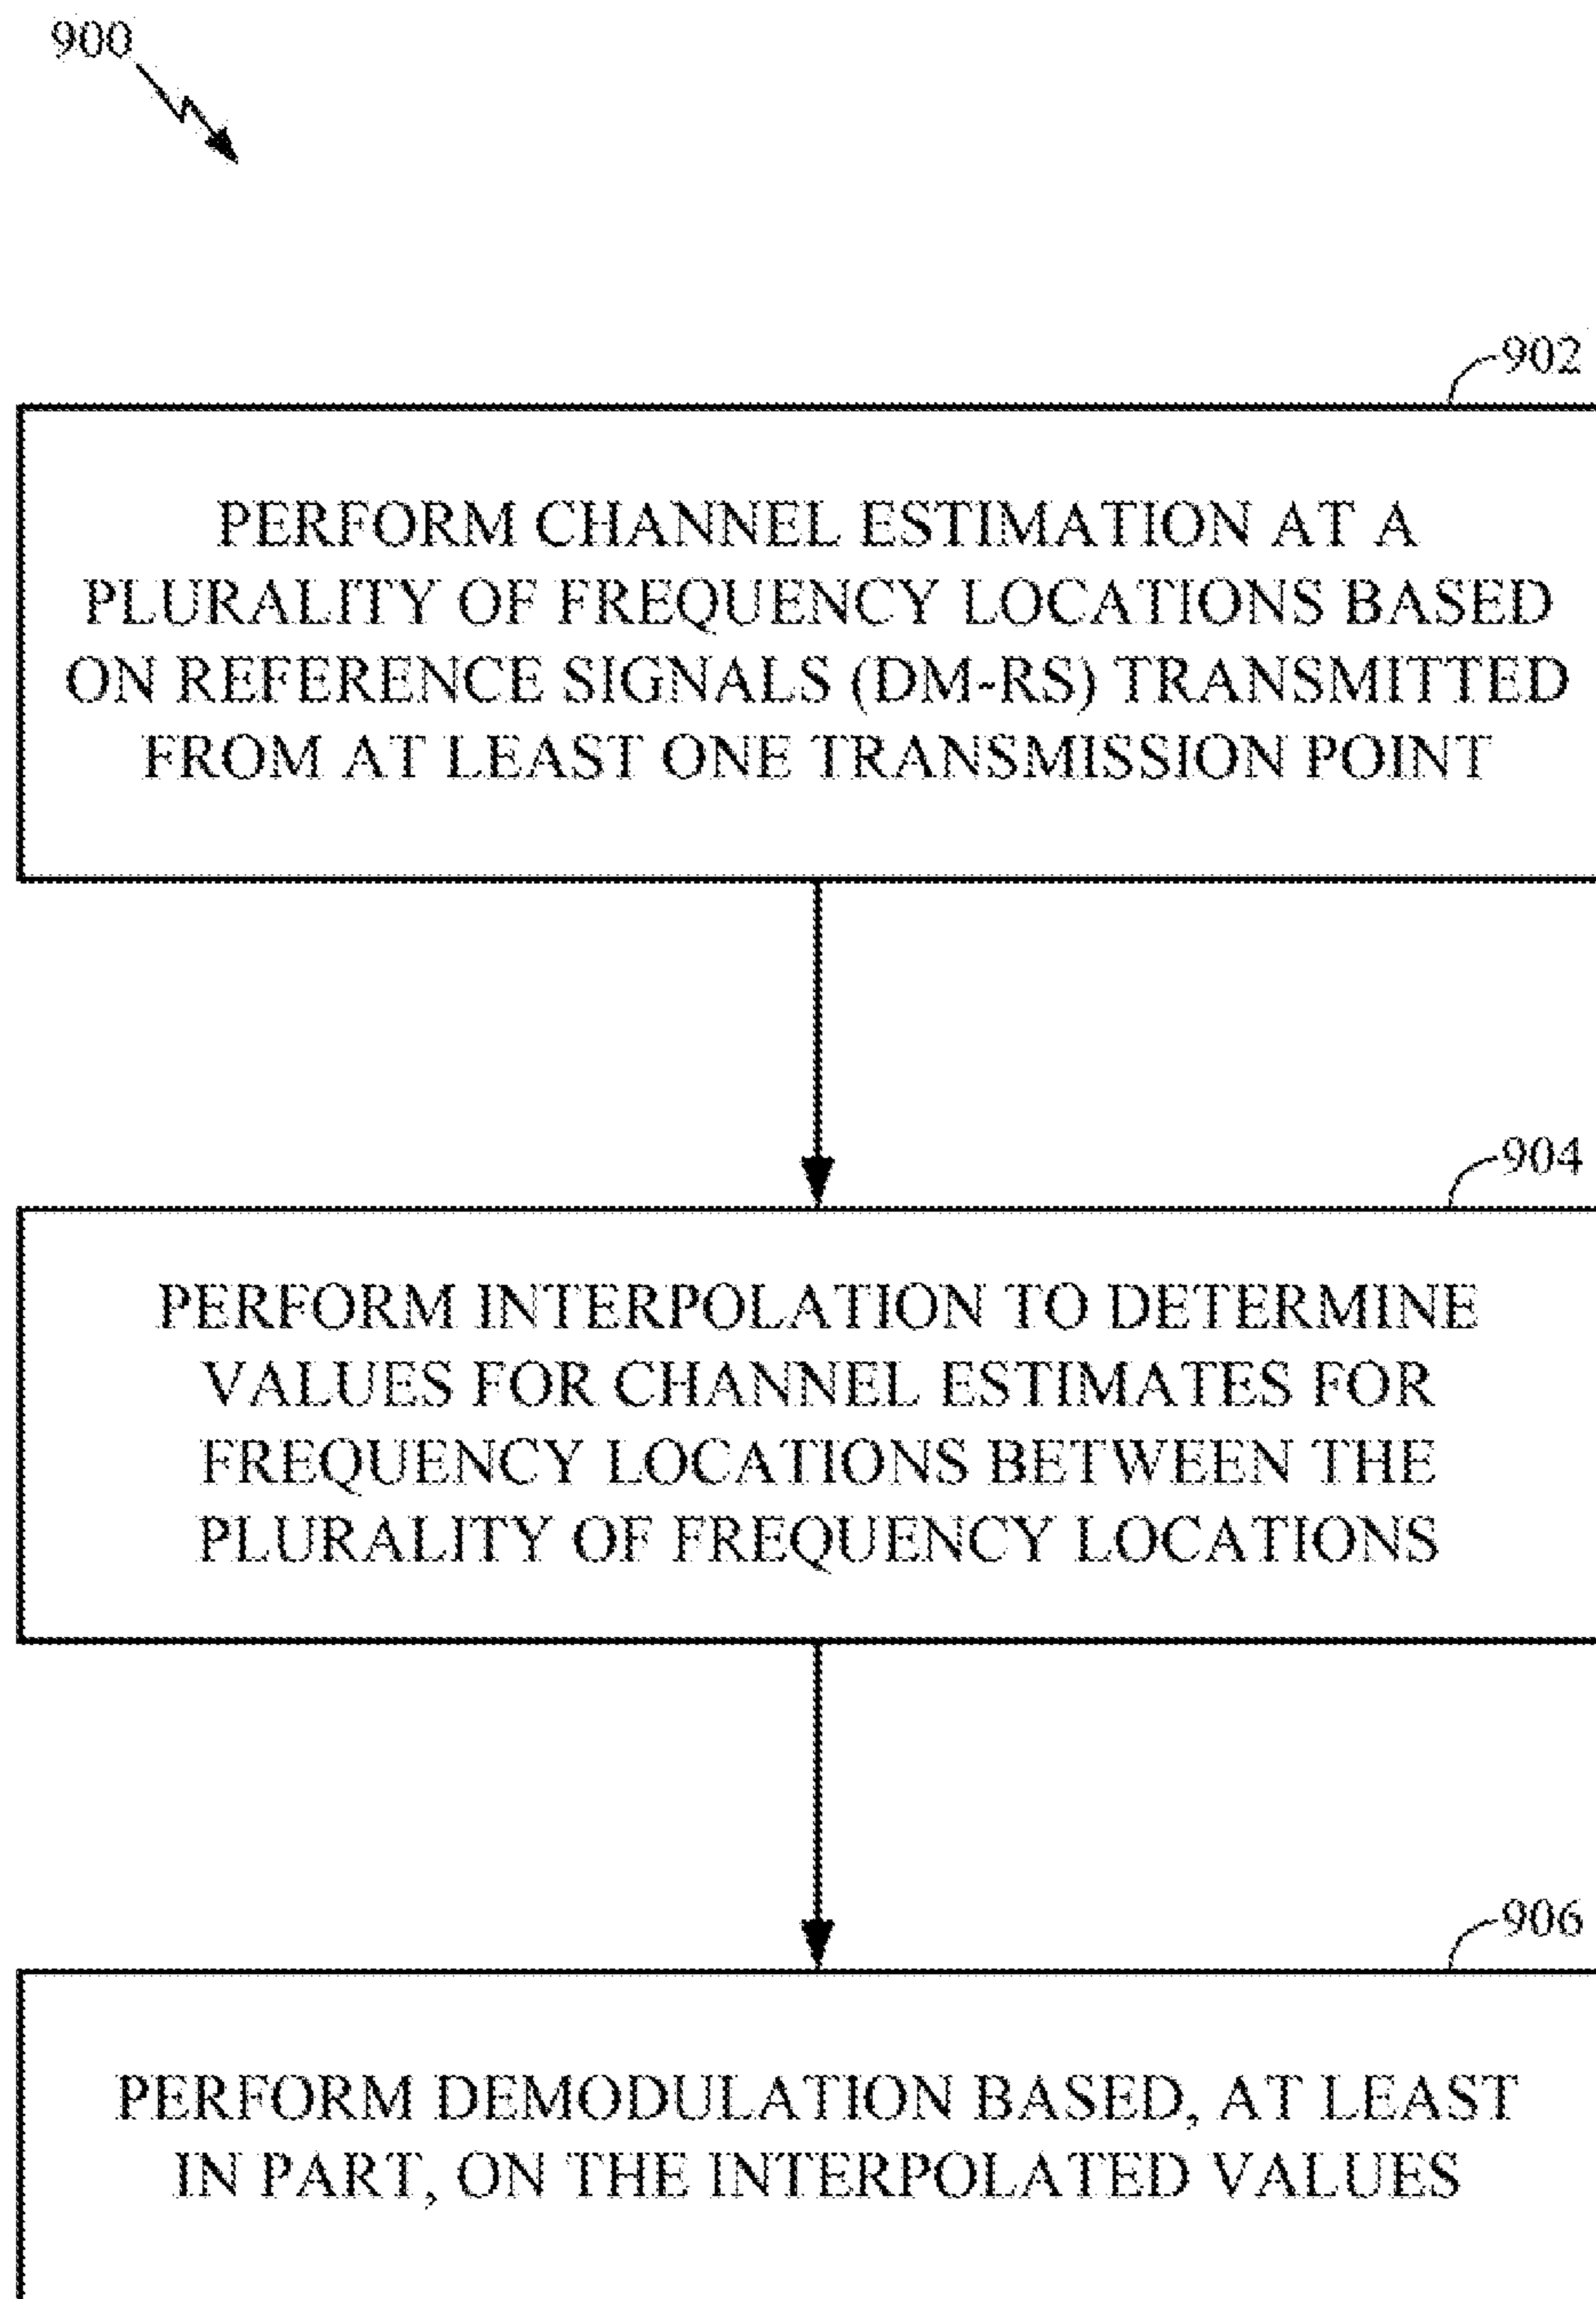 900
902
PERFORM CHANNEL ESTIMATION AT A
PLURALITY OF FREQUENCY LOCATIONS BASED
ON REFERENCE SIGNALS (DM-RS) TRANSMITTED
FROM AT LEAST ONE TRANSMISSION POINT
904
PERFORM INTERPOLATION TO DETERMINE
VALUES FOR CHANNEL ESTIMATES FOR
FREQUENCY LOCATIONS BETWEEN THE
PLURALITY OF FREQUENCY LOCATIONS
906
PERFORM DEMODULATION BASED, AT LEAST
IN PART, ON THE INTERPOLATED VALUES